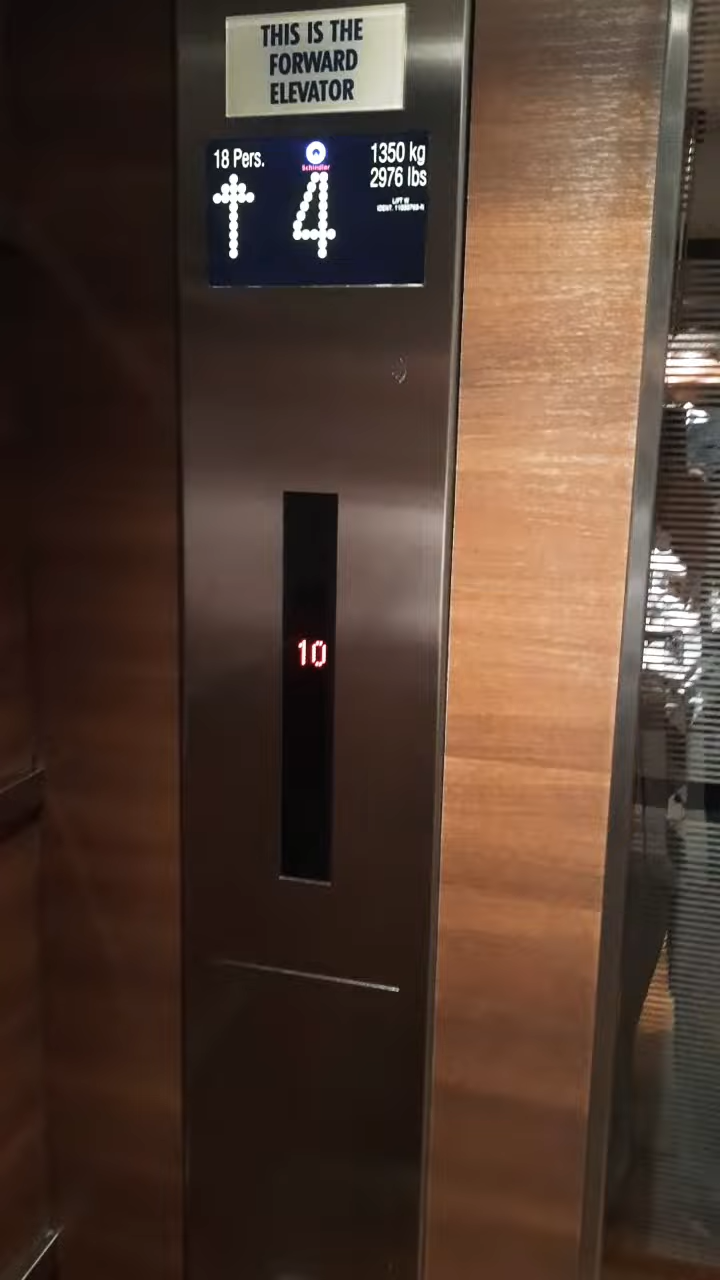 THIS IS THE
FORWARD
ELEVATOR
18 Pers.
Schindler
1350 kg
2976 lbs
4
10